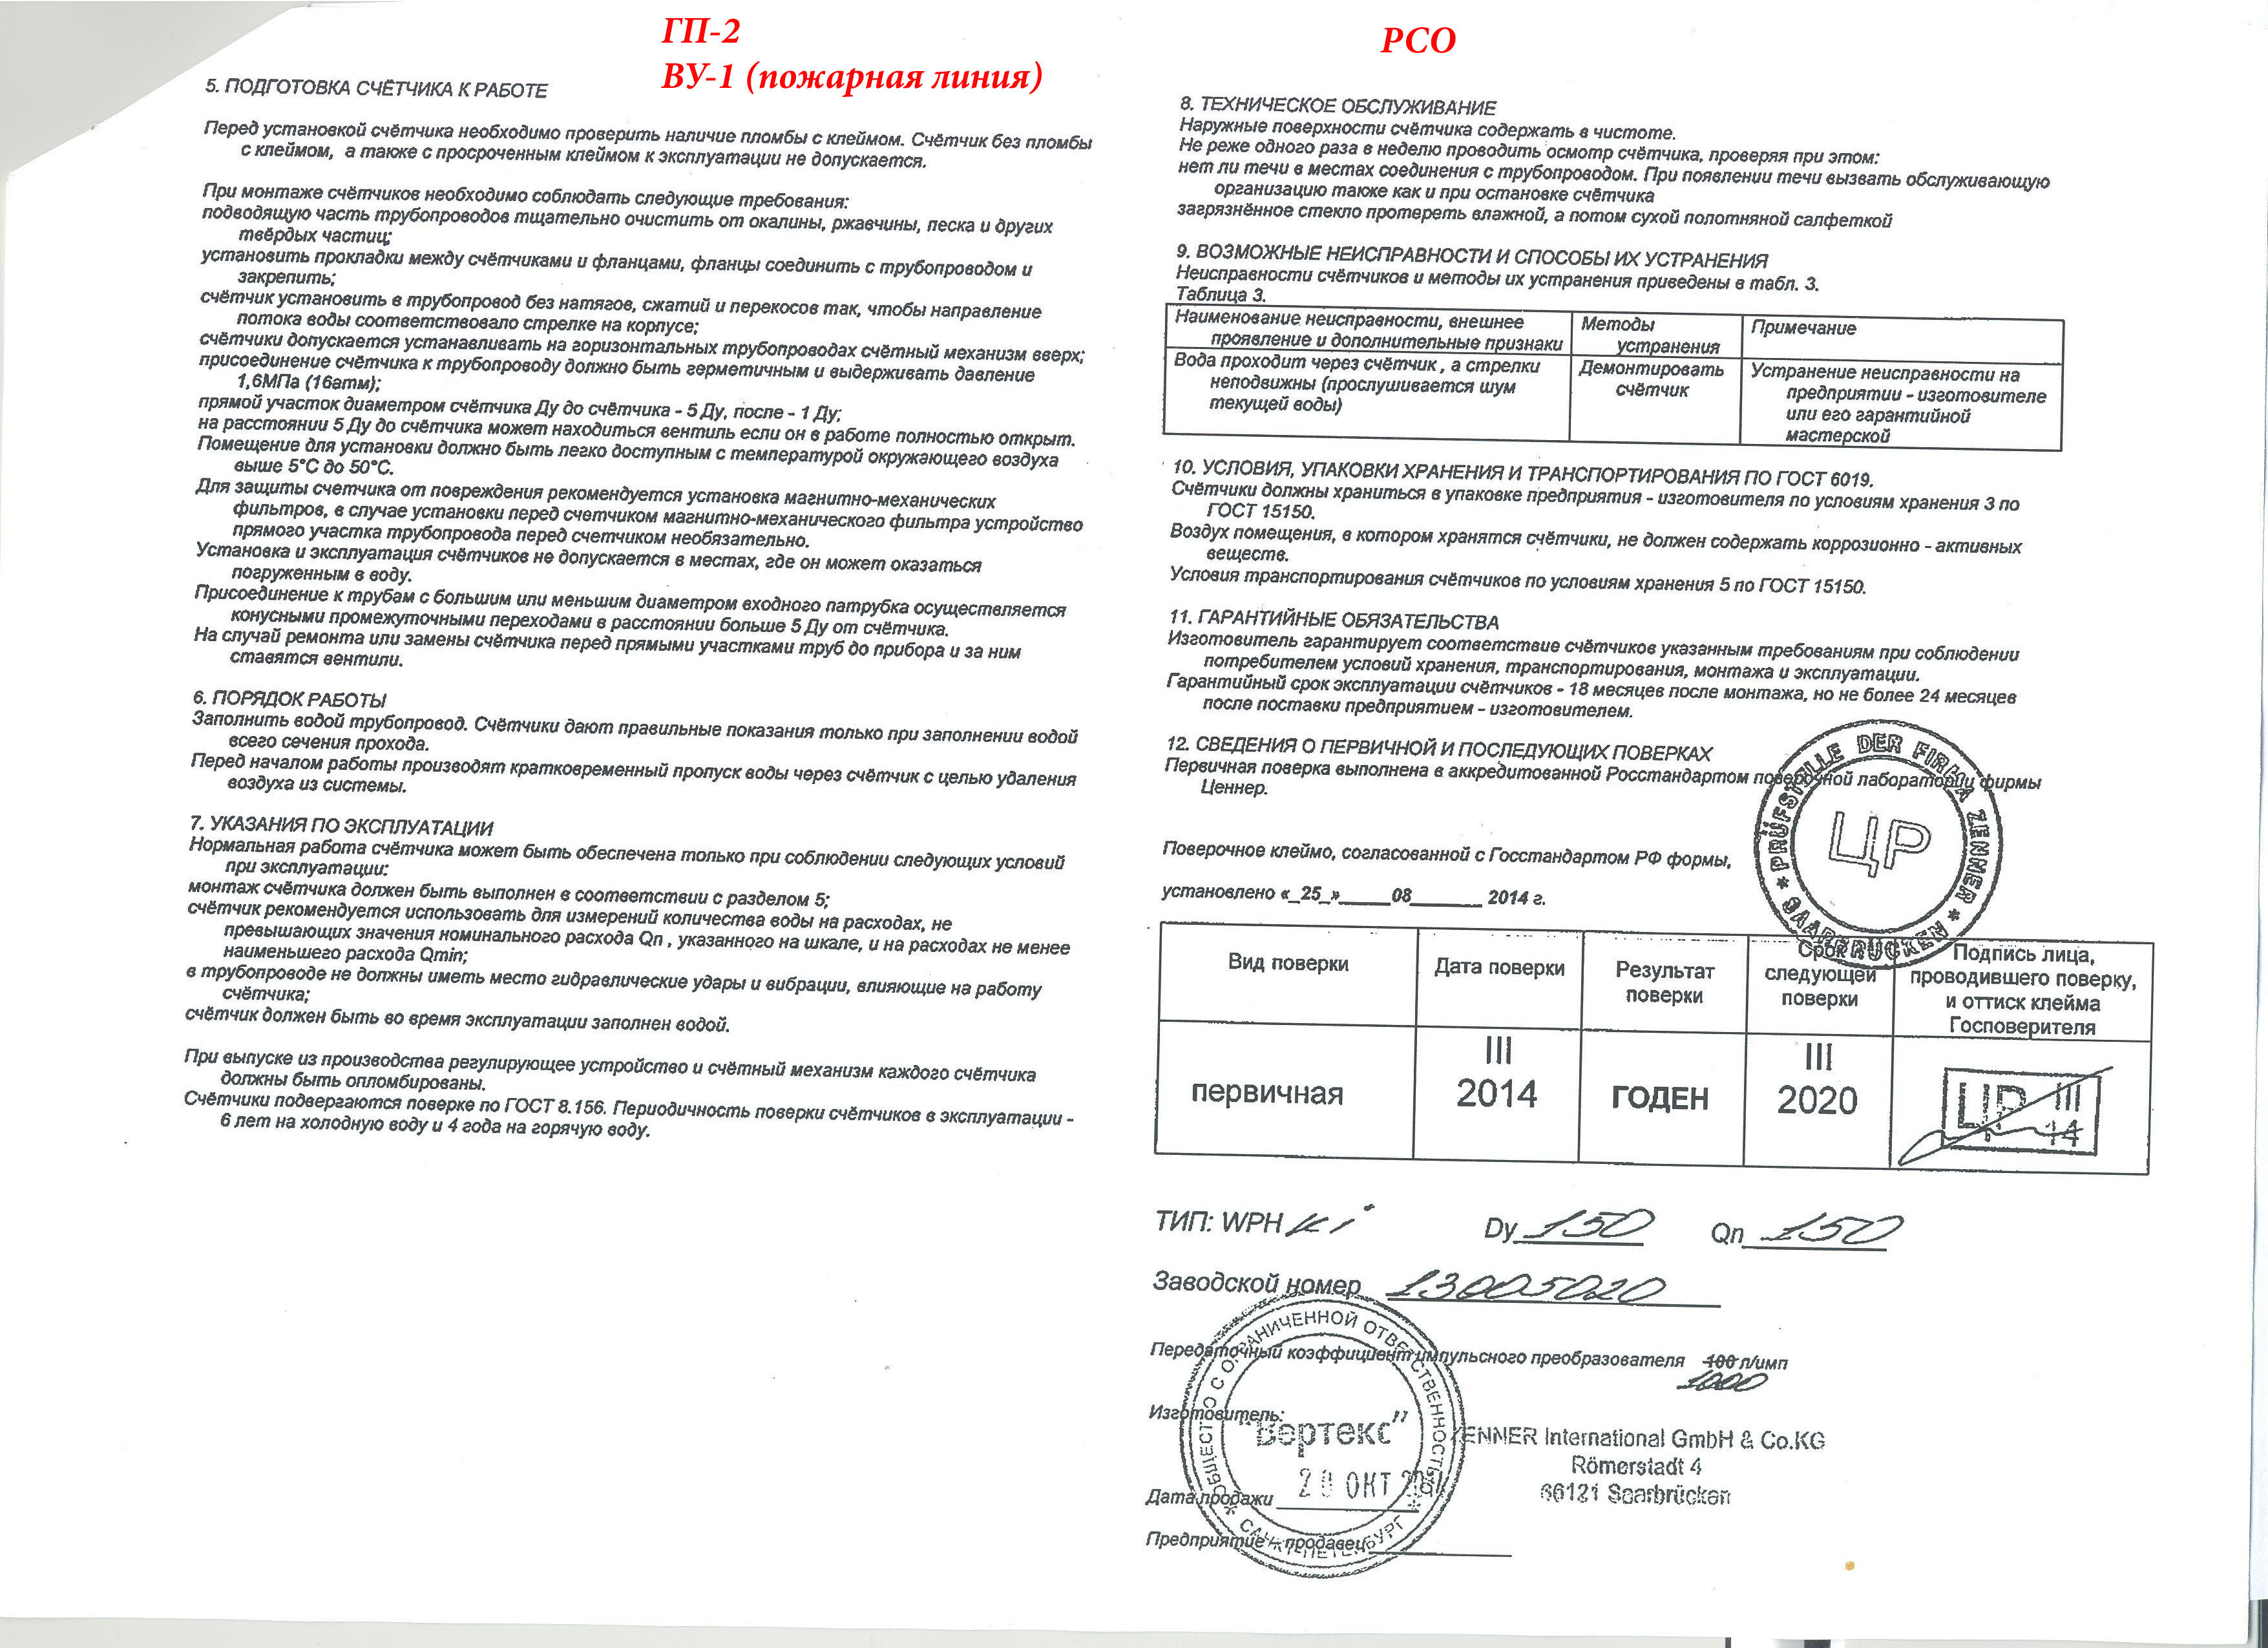 ГП-2
ВУ-1 (пожарная линия)
РСО
5. ПОДГОТОВКА СЧЁТЧИКА К РАБОТЕ
Перед установкой счётчика необходимо проверить наличие пломбы с клеймом. Счётчик без пломбы
с клеймом, а также с просроченным клеймом к эксплуатации не допускается.
При монтаже счётчиков необходимо соблюдать следующие требования:
подводящую часть трубопроводов тщательно очистить от окалины, ржавчины, песка и других
твёрдых частиц;
установить прокладки между счётчиками и фланцами, фланцы соединить с трубопроводом и
закрепить;
счётчик установить в трубопровод без натягов, сжатий и перекосов так, чтобы направление
потока воды соответствовало стрелке на корпусе;
счётчики допускается устанавливать на горизонтальных трубопроводах счётный механизм вверх;
присоединение счётчика к трубопроводу должно быть герметичным и выдерживать давление
1,6МПа (16атм);
прямой участок диаметром счётчика Ду до счётчика - 5 Ду, после - 1 Ду;
на расстоянии 5 Ду до счётчика может находиться вентиль если он в работе полностью открыт.
Помещение для установки должно быть легко доступным с температурой окружающего воздуха
выше 5°С до 50°С.
Для защиты счетчика от повреждения рекомендуется установка магнитно-механических
фильтров, в случае установки перед счетчиком магнитно-механического фильтра устройство
прямого участка трубопровода перед счетчиком необязательно.
Установка и эксплуатация счётчиков не допускается в местах, где он может оказаться
погруженным в воду.
Присоединение к трубам с большим или меньшим диаметром входного патрубка осуществляется
конусными промежуточными переходами в расстоянии больше 5 Ду от счётчика.
На случай ремонта или замены счётчика перед прямыми участками труб до прибора и за ним
ставятся вентили.
6. ПОРЯДОК РАБОТЫ
Заполнить водой трубопровод. Счётчики дают правильные показания только при заполнении водой
всего сечения прохода.
Перед началом работы производят кратковременный пропуск воды через счётчик с целью удаления
воздуха из системы.
7. УКАЗАНИЯ ПО ЭКСПЛУАТАЦИИ
Нормальная работа счётчика может быть обеспечена только при соблюдении следующих условий
при эксплуатации:
монтаж счётчика должен быть выполнен в соответствии с разделом 5;
счётчик рекомендуется использовать для измерений количества воды на расходах, не
превышающих значения номинального расхода Qn , указанного на шкале, и на расходах не менее
наименьшего расхода Qmin;
в трубопроводе не должны иметь место гидравлические удары и вибрации, влияющие на работу
счётчика;
счётчик должен быть во время эксплуатации заполнен водой.
При выпуске из производства регулирующее устройство и счётный механизм каждого счётчика
должны быть опломбированы.
Счётчики подвергаются поверке по ГОСТ 8.156. Периодичность поверки счётчиков в эксплуатации -
6 лет на холодную воду и 4 года на горячую воду.
8. ТЕХНИЧЕСКОЕ ОБСЛУЖИВАНИЕ
Наружные поверхности счётчика содержать в чистоте.
Не реже одного раза в неделю проводить осмотр счётчика, проверяя при этом:
нет ли течи в местах соединения с трубопроводом. При появлении течи вызвать обслуживающую
организацию также как и при остановке счётчика
загрязнённое стекло протереть влажной, а потом сухой полотняной салфеткой
9. ВОЗМОЖНЫЕ НЕИСПРАВНОСТИ И СПОСОБЫ ИХ УСТРАНЕНИЯ
Неисправности счётчиков и методы их устранения приведены в табл. 3.
Таблица 3.
Наименование неисправности, внешнее
проявление и дополнительные признаки
Методы
устранения
Примечание
Вода проходит через счётчик , а стрелки
неподвижны (прослушивается шум
текущей воды)
Демонтировать
счётчик
Устранение неисправности на
предприятии - изготовителе
или его гарантийной
мастерской
10. УСЛОВИЯ, УПАКОВКИ ХРАНЕНИЯ И ТРАНСПОРТИРОВАНИЯ ПО ГОСТ 6019.
Счётчики должны храниться в упаковке предприятия - изготовителя по условиям хранения 3 по
ГОСТ 15150.
Воздух помещения, в котором хранятся счётчики, не должен содержать коррозионно - активных
веществ.
Условия транспортирования счётчиков по условиям хранения 5 по ГОСТ 15150.
11. ГАРАНТИЙНЫЕ ОБЯЗАТЕЛЬСТВА
Изготовитель гарантирует соответствие счётчиков указанным требованиям при соблюдении
потребителем условий хранения, транспортирования, монтажа и эксплуатации.
Гарантийный срок эксплуатации счётчиков - 18 месяцев после монтажа, но не более 24 месяцев
после поставки предприятием - изготовителем.
12. СВЕДЕНИЯ О ПЕРВИЧНОЙ И ПОСЛЕДУЮЩИХ ПОВЕРКАХ
Первичная поверка выполнена в аккредитованной Росстандартом поверочной лаборатории фирмы
Ценнер.
PRÜFSTELLE DER FIRMA ZENNER * SAARBRÜCKEN *
ЦР
Поверочное клеймо, согласованной с Госстандартом РФ формы,
установлено «_25_»_____08_______ 2014 г.
Вид поверки
Дата поверки
Результат
поверки
Срок
следующей
поверки
Подпись лица,
проводившего поверку,
и оттиск клейма
Госповерителя
первичная
III
2014
ГОДЕН
III
2020
ЦР III
14
ТИП: WPH Ki Dy 150 Qn 150
Заводской номер 13005020
Передаточный коэффициент импульсного преобразователя 100 л/имп
1000
Изготовитель:
ZENNER International GmbH & Co.KG
Römerstadt 4
66121 Saarbrücken
ОБЩЕСТВО С ОГРАНИЧЕННОЙ ОТВЕТСТВЕННОСТЬЮ * САНКТ-ПЕТЕРБУРГ *
"Вертекс"
ОКТ
Дата продажи
Предприятие – продавец